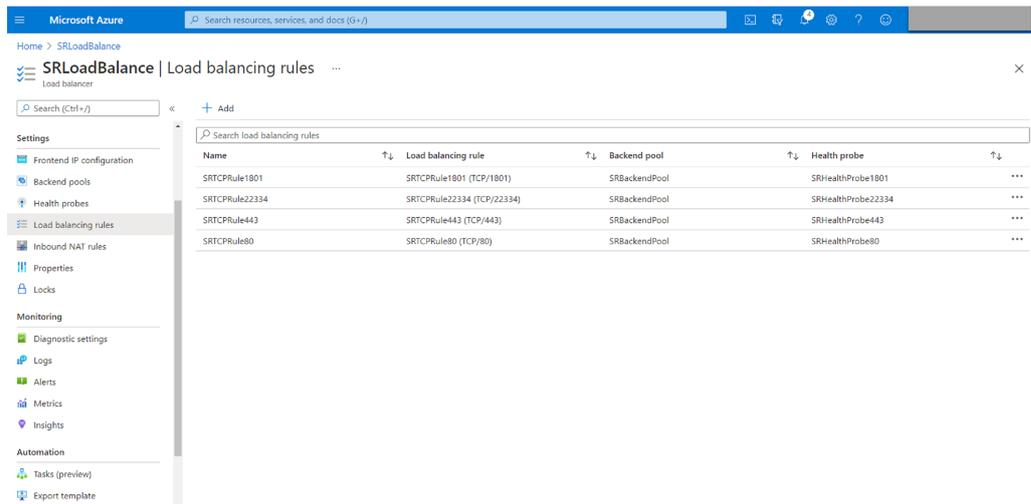 Microsoft Azure
Search resources, services, and docs (G+/)
4
Home > SRLoadBalance
SRLoadBalance | Load balancing rules ...
Load balancer
Search (Ctrl+/)
«
+ Add
Search load balancing rules
Settings
Frontend IP configuration
Backend pools
Health probes
Load balancing rules
Inbound NAT rules
Properties
Locks
Monitoring
Diagnostic settings
Logs
Alerts
Metrics
Insights
Automation
Tasks (preview)
Export template
Name Load balancing rule Backend pool Health probe
SRTCPRule1801 SRTCPRule1801 (TCP/1801) SRBackendPool SRHealthProbe1801 ...
SRTCPRule22334 SRTCPRule22334 (TCP/22334) SRBackendPool SRHealthProbe22334 ...
SRTCPRule443 SRTCPRule443 (TCP/443) SRBackendPool SRHealthProbe443 ...
SRTCPRule80 SRTCPRule80 (TCP/80) SRBackendPool SRHealthProbe80 ...